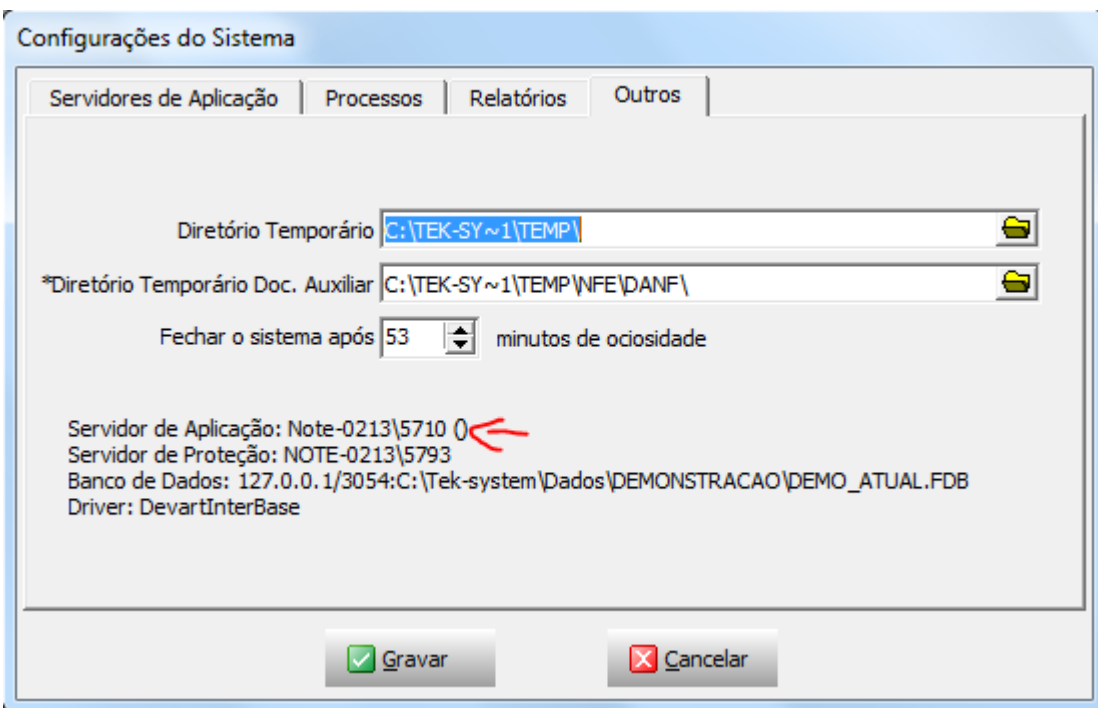 Configurações do Sistema
Servidores de Aplicação Processos Relatórios Outros
Diretório Temporário C:\TEK-SY~1\TEMP\
*Diretório Temporário Doc. Auxiliar C:\TEK-SY~1\TEMP\NFE\DANF\
Fechar o sistema após 53 minutos de ociosidade
Servidor de Aplicação: Note-0213\5710 ()
Servidor de Proteção: NOTE-0213\5793
Banco de Dados: 127.0.0.1/3054:C:\Tek-system\Dados\DEMONSTRACAO\DEMO_ATUAL.FDB
Driver: DevartInterBase
Gravar Cancelar